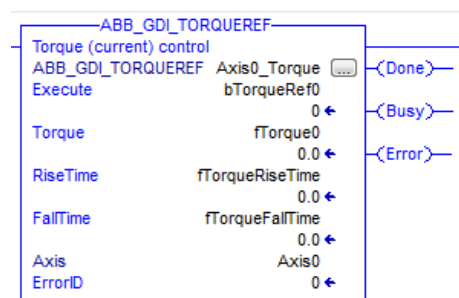 ABB_GDI_TORQUEREF
Torque (current) control
ABB_GDI_TORQUEREF Axis0_Torque ... (Done)
Execute bTorqueRef0
0 (Busy)
Torque fTorque0
0.0 (Error)
RiseTime fTorqueRiseTime
0.0
FallTime fTorqueFallTime
0.0
Axis Axis0
ErrorID 0